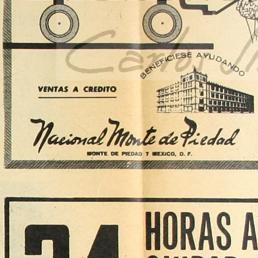 BENEFICIESE AYUDANDO
VENTAS A CREDITO
Nacional Monte de Piedad
MONTE DE PIEDAD 7 MEXICO, D. F.
24 HORAS A